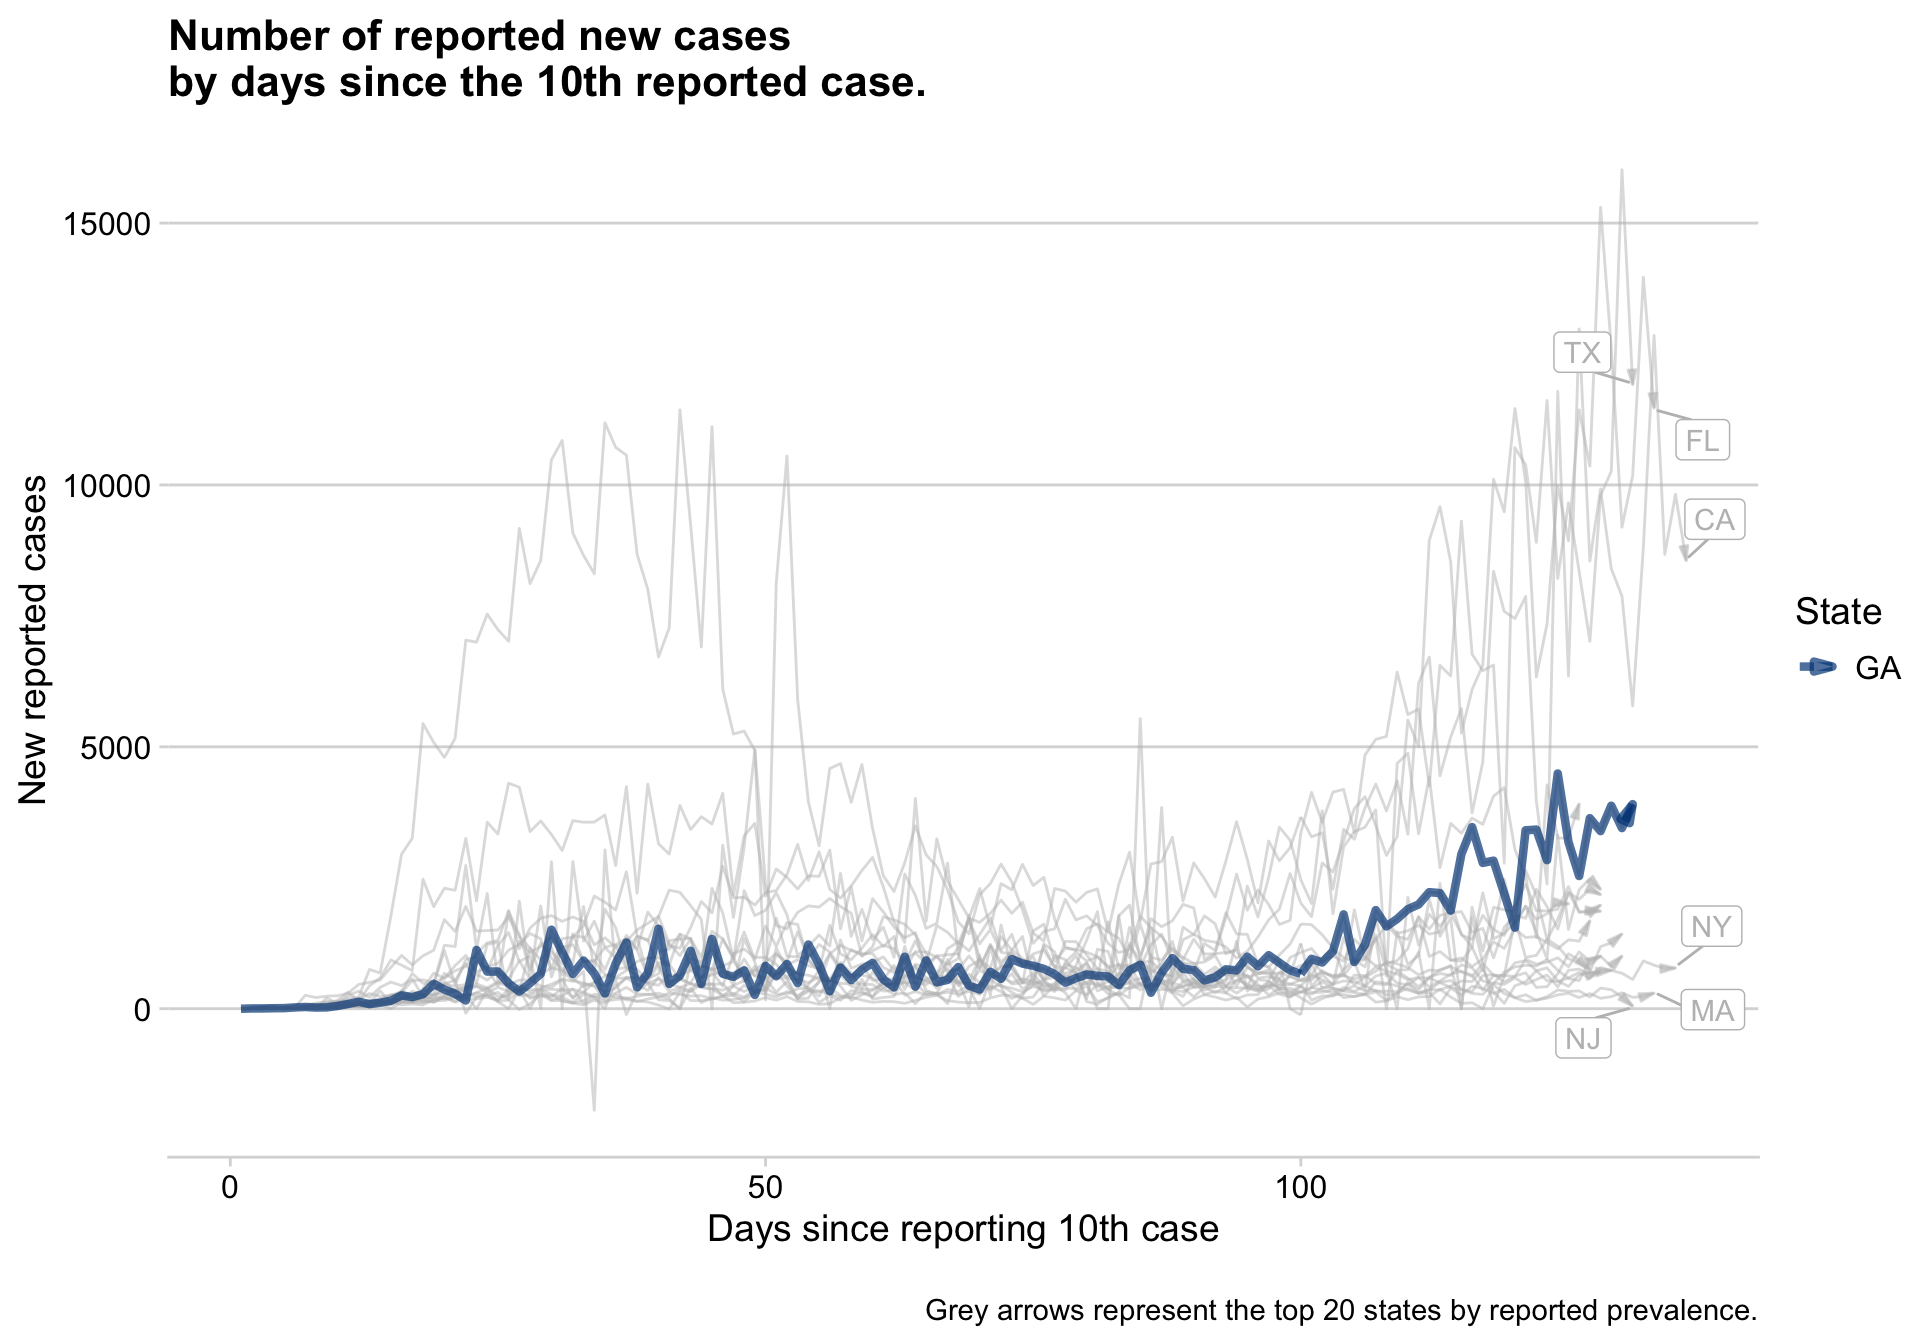 Number of reported new cases
by days since the 10th reported case.
15000
10000
5000
0
New reported cases
TX
FL
CA
NY
MA
NJ
State
GA
0
50
100
Days since reporting 10th case
Grey arrows represent the top 20 states by reported prevalence.